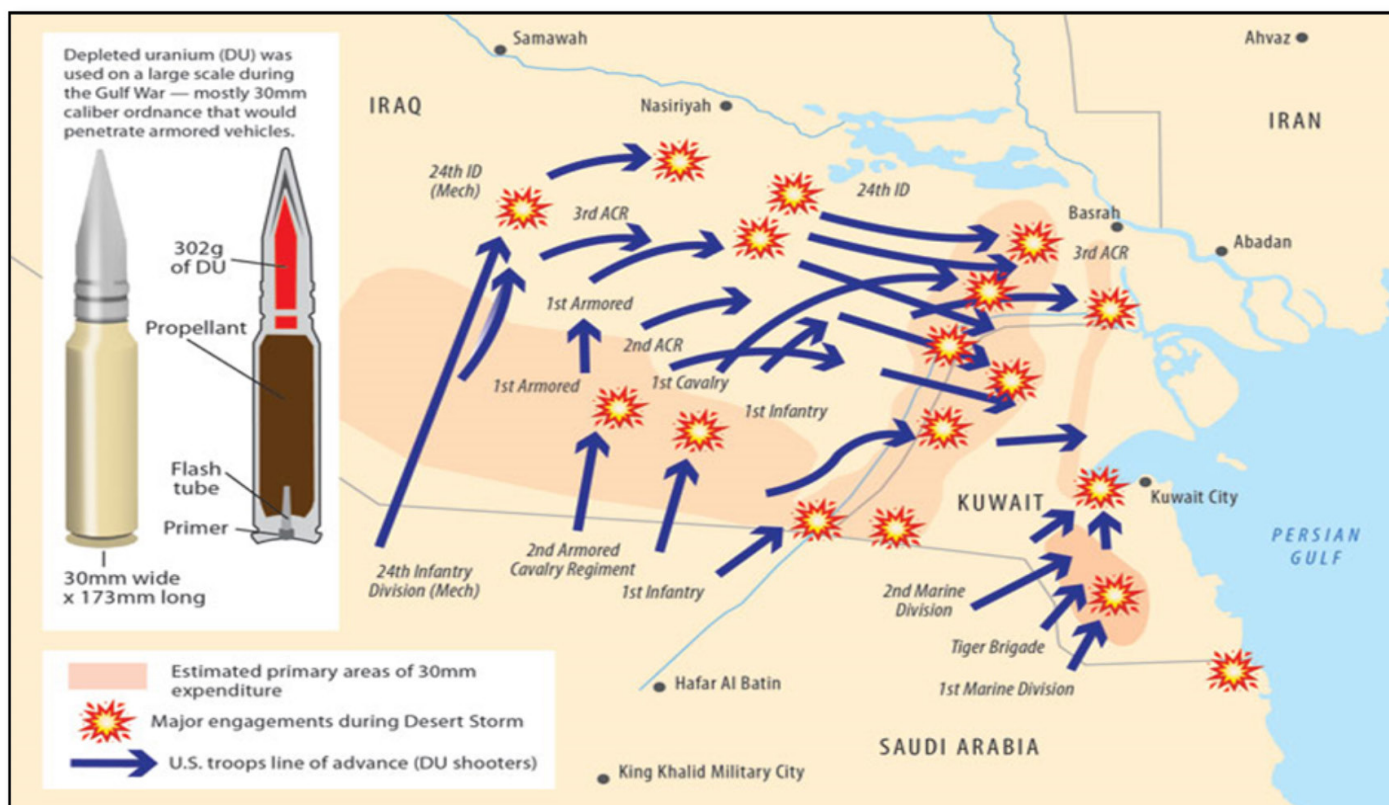 Depleted uranium (DU) was
used on a large scale during
the Gulf War — mostly 30mm
caliber ordnance that would
penetrate armored vehicles.
302g
of DU
Propellant
Flash
tube
Primer
30mm wide
x 173mm long
Samawah
Ahvaz
IRAQ
Nasiriyah
IRAN
24th ID
(Mech)
24th ID
3rd ACR
Basrah
Abadan
3rd ACR
1st Armored
2nd ACR
1st Armored
1st Cavalry
1st Infantry
KUWAIT
Kuwait City
PERSIAN
GULF
24th Infantry
Division (Mech)
2nd Armored
Cavalry Regiment
1st Infantry
2nd Marine
Division
Tiger Brigade
1st Marine Division
Hafar Al Batin
SAUDI ARABIA
King Khalid Military City
Estimated primary areas of 30mm
expenditure
Major engagements during Desert Storm
U.S. troops line of advance (DU shooters)